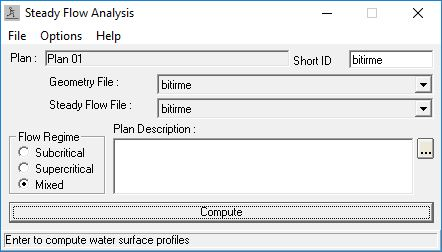 Steady Flow Analysis
File Options Help
Plan : Plan 01 Short ID bitirme
Geometry File : bitirme
Steady Flow File : bitirme
Flow Regime
Subcritical
Supercritical
Mixed
Plan Description :
...
Compute
Enter to compute water surface profiles